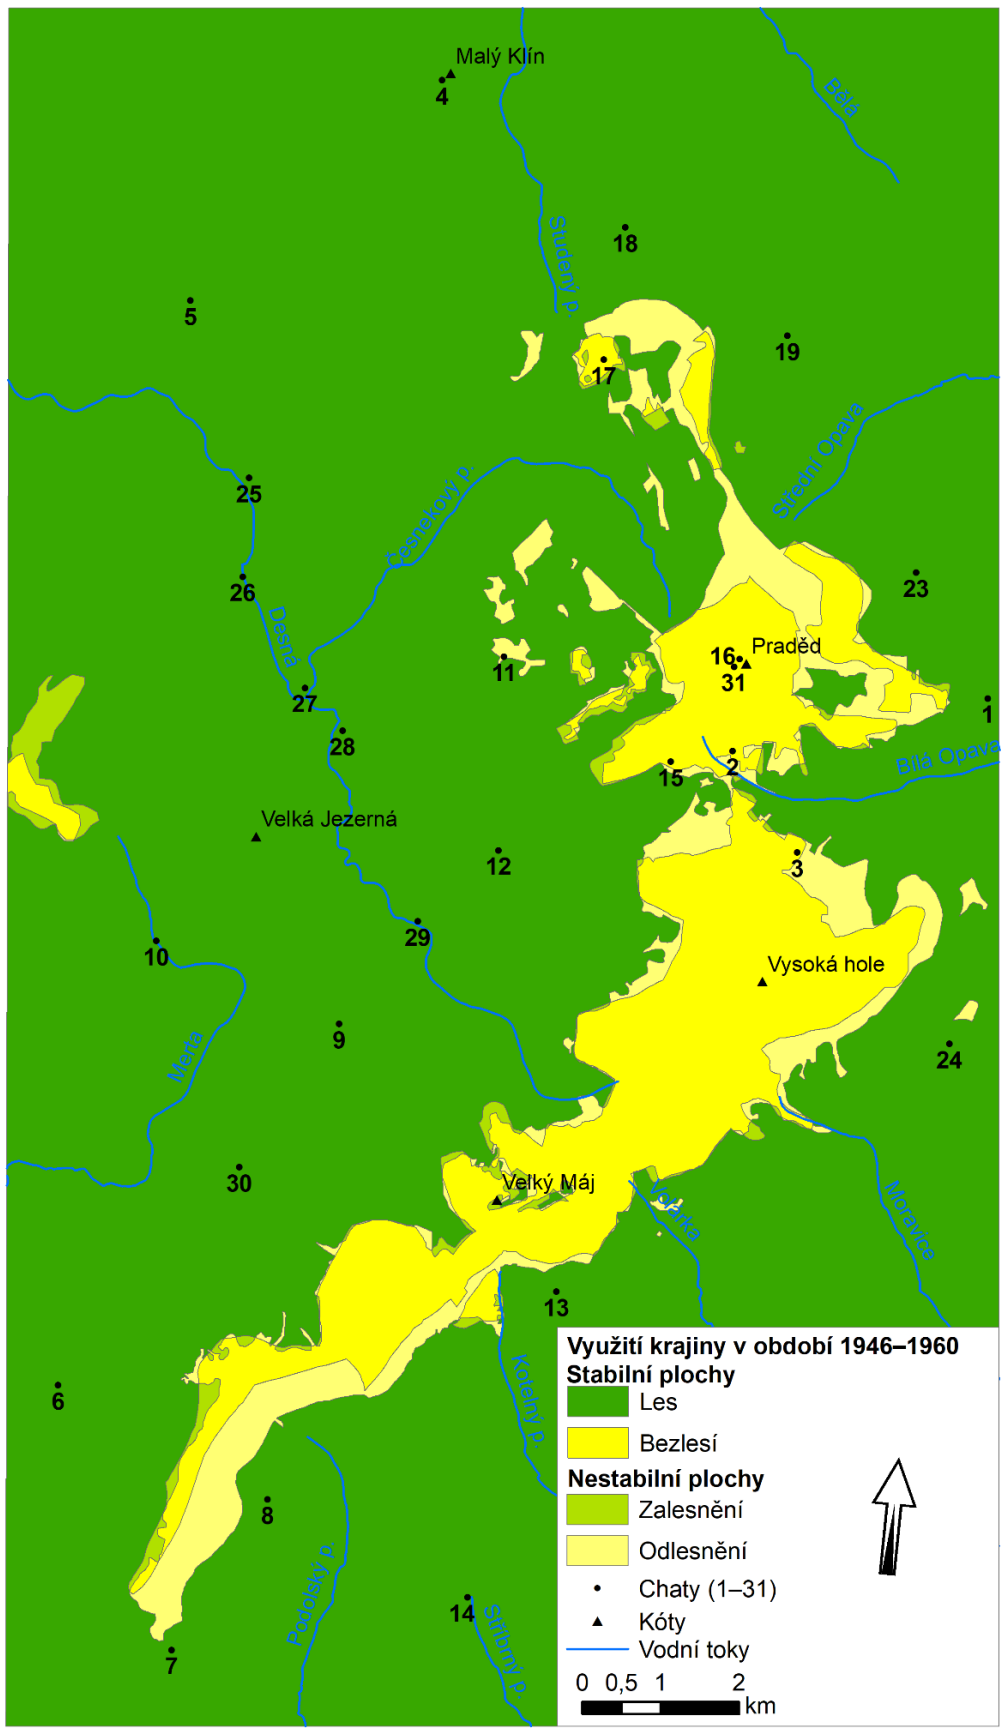 Malý Klín
4
Bělá
Studený p.
18
5
19
17
Střední Opava
25
Česnekový p.
26
23
Desná
16
Praděd
31
11
27
1
28
2
Bílá Opava
15
Velká Jezerná
12
3
29
10
Vysoká hole
9
24
Merta
30
Velký Máj
Volárka
Moravice
13
6
Kotelný p.
8
Podolský p.
14
Stříbrný p.
7
Využití krajiny v období 1946–1960
Stabilní plochy
Les
Bezlesí
Nestabilní plochy
Zalesnění
Odlesnění
Chaty (1–31)
Kóty
Vodní toky
0 0,5 1 2
km